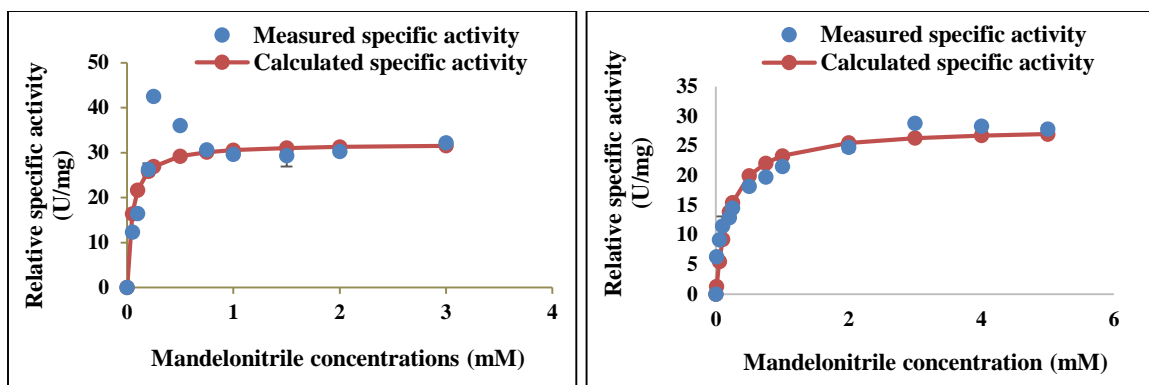 Measured specific activity
Calculated specific activity
Relative specific activity
(U/mg)
50
40
30
20
10
0
0 1 2 3 4
Mandelonitrile concentrations (mM)
Measured specific activity
Calculated specific activity
Relative specific activity
(U/mg)
35
30
25
20
15
10
5
0
0 2 4 6
Mandelonitrile concentration (mM)